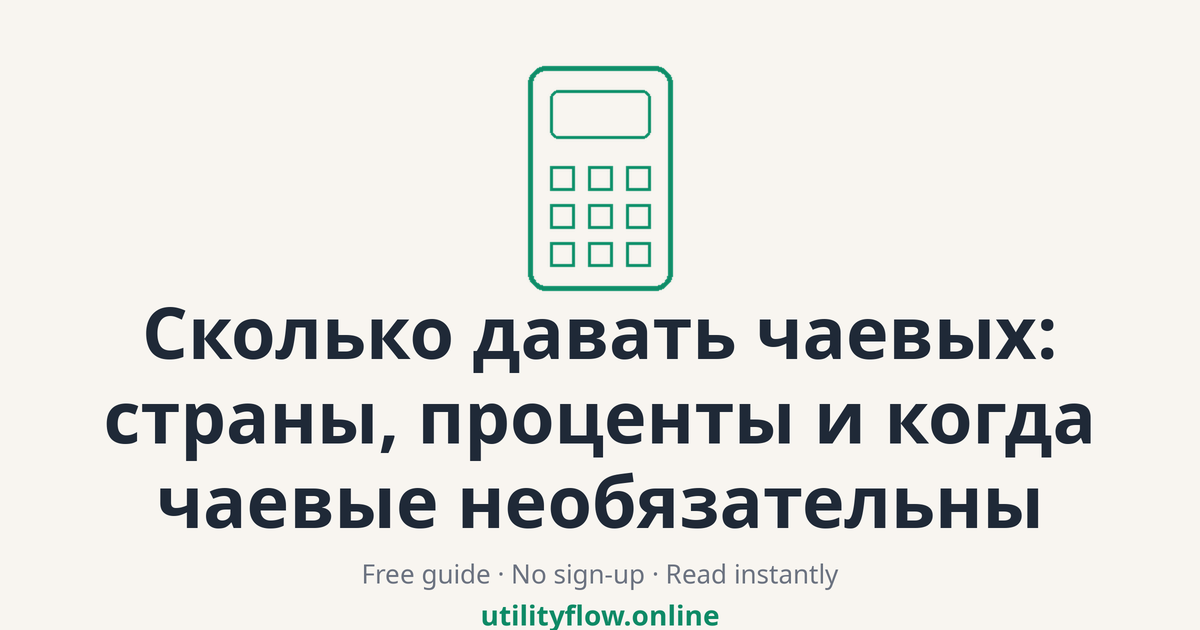 Сколько давать чаевых:
страны, проценты и когда
чаевые необязательны
Free guide · No sign-up · Read instantly
utilityflow.online